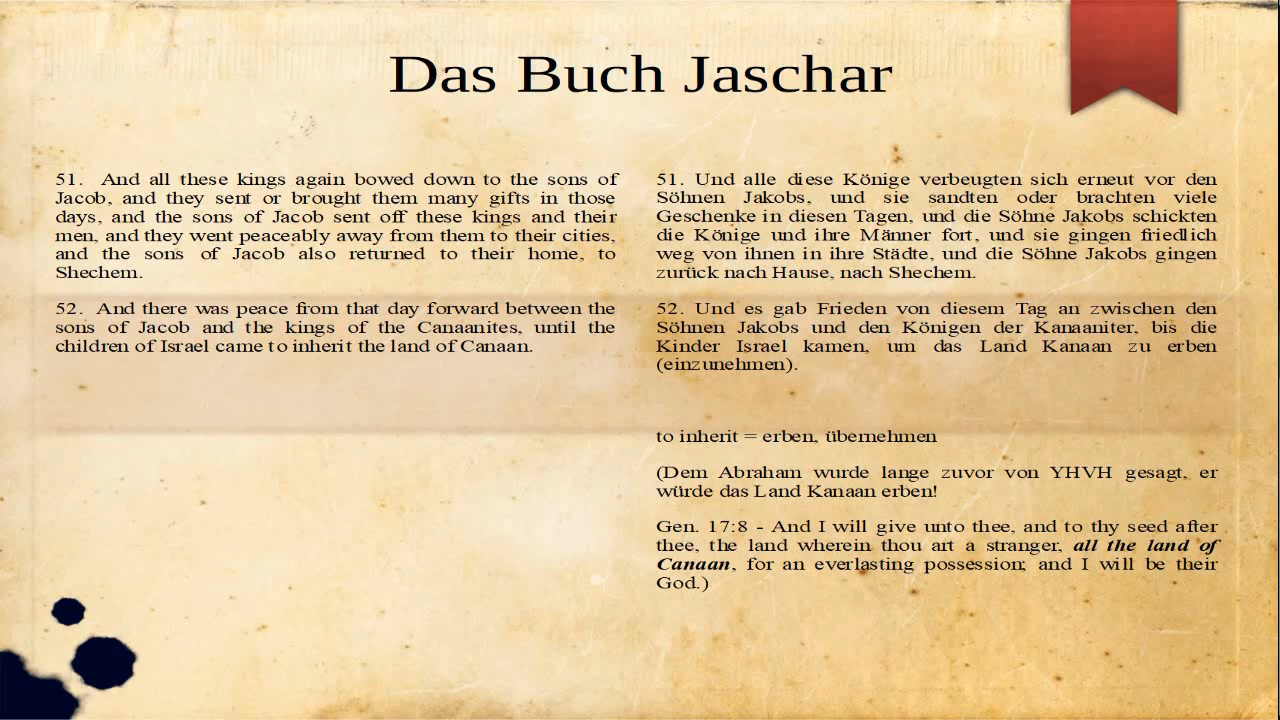 Das Buch Jaschar
51. And all these kings again bowed down to the sons of
Jacob, and they sent or brought them many gifts in those
days, and the sons of Jacob sent off these kings and their
men, and they went peaceably away from them to their cities,
and the sons of Jacob also returned to their home, to
Shechem.
52. And there was peace from that day forward between the
sons of Jacob and the kings of the Canaanites, until the
children of Israel came to inherit the land of Canaan.
51. Und alle diese Könige verbeugten sich erneut vor den
Söhnen Jakobs, und sie sandten oder brachten viele
Geschenke in diesen Tagen, und die Söhne Jakobs schickten
die Könige und ihre Männer fort, und sie gingen friedlich
weg von ihnen in ihre Städte, und die Söhne Jakobs gingen
zurück nach Hause, nach Shechem.
52. Und es gab Frieden von diesem Tag an zwischen den
Söhnen Jakobs und den Königen der Kanaaniter, bis die
Kinder Israel kamen, um das Land Kanaan zu erben
(einzunehmen).
to inherit = erben, übernehmen
(Dem Abraham wurde lange zuvor von YHVH gesagt, er
würde das Land Kanaan erben!
Gen. 17:8 - And I will give unto thee, and to thy seed after
thee, the land wherein thou art a stranger, all the land of
Canaan, for an everlasting possession; and I will be their
God.)